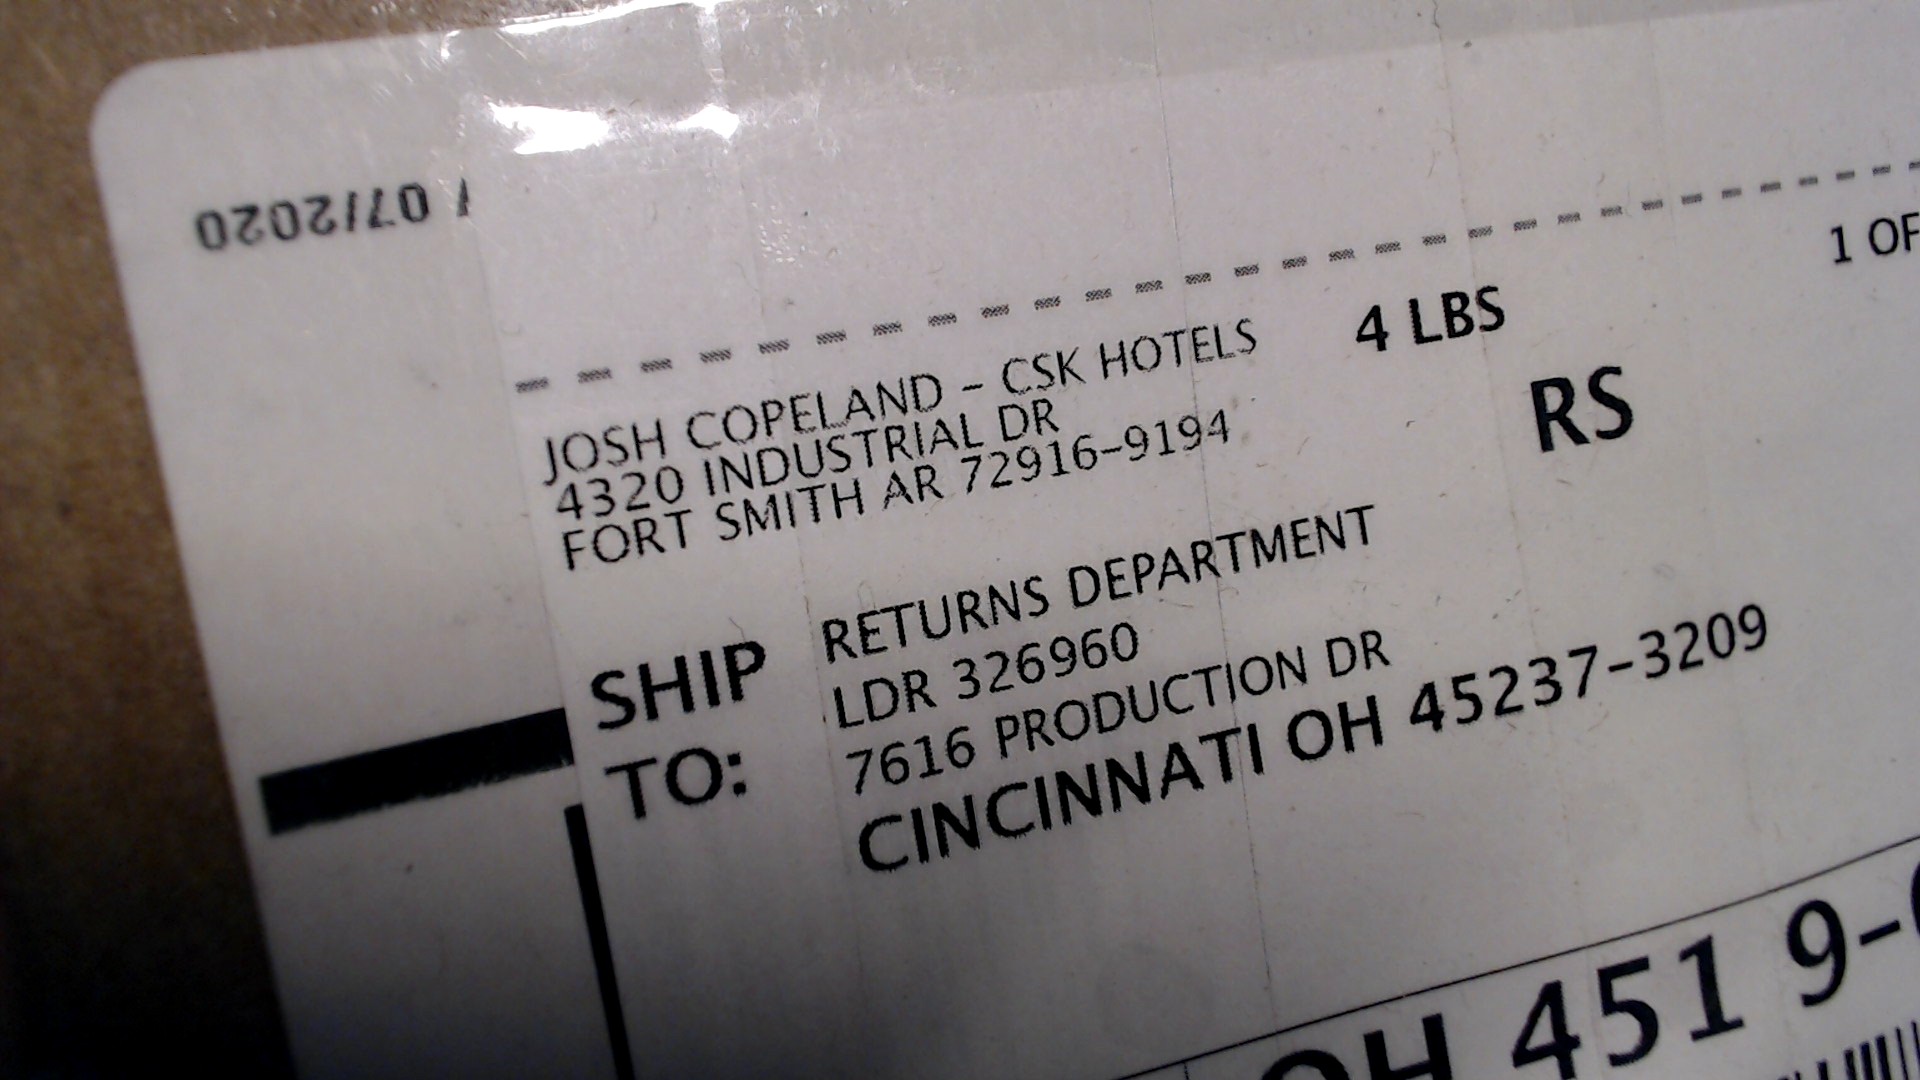 07/2020
1 OF
JOSH COPELAND - CSK HOTELS 4 LBS
4320 INDUSTRIAL DR
FORT SMITH AR 72916-9194
RS
SHIP TO:
RETURNS DEPARTMENT
LDR 326960
7616 PRODUCTION DR
CINCINNATI OH 45237-3209
OH 451 9-